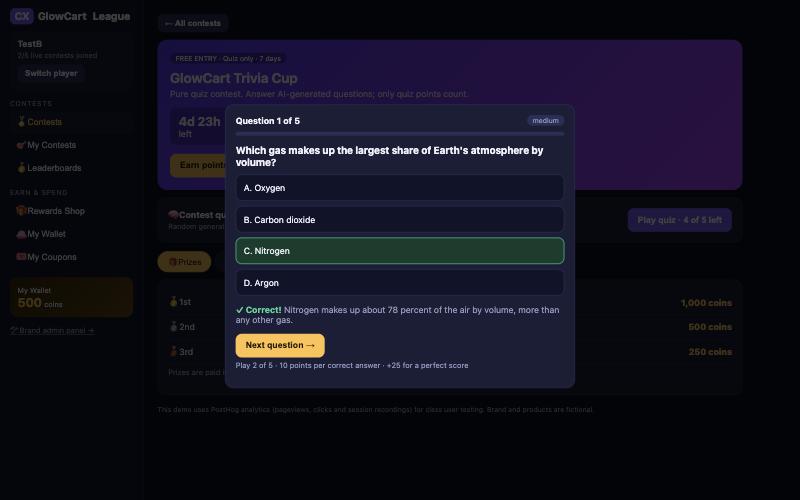 CX GlowCart League
TestB
2/5 live contests joined
Switch player
CONTESTS
Contests
My Contests
Leaderboards
EARN & SPEND
Rewards Shop
My Wallet
My Coupons
My Wallet
500 coins
Brand admin panel →
← All contests
FREE ENTRY · Quiz only · 7 days
GlowCart Trivia Cup
Pure quiz contest. Answer AI-generated questions; only quiz points count.
4d 23h
left
Earn points
Contest qu
Random general
Play quiz · 4 of 5 left
Prizes
1st 1,000 coins
2nd 500 coins
3rd 250 coins
Prizes are paid i
This demo uses PostHog analytics (pageviews, clicks and session recordings) for class user testing. Brand and products are fictional.
Question 1 of 5
medium
Which gas makes up the largest share of Earth's atmosphere by
volume?
A. Oxygen
B. Carbon dioxide
C. Nitrogen
D. Argon
✓ Correct! Nitrogen makes up about 78 percent of the air by volume, more than
any other gas.
Next question →
Play 2 of 5 · 10 points per correct answer · +25 for a perfect score